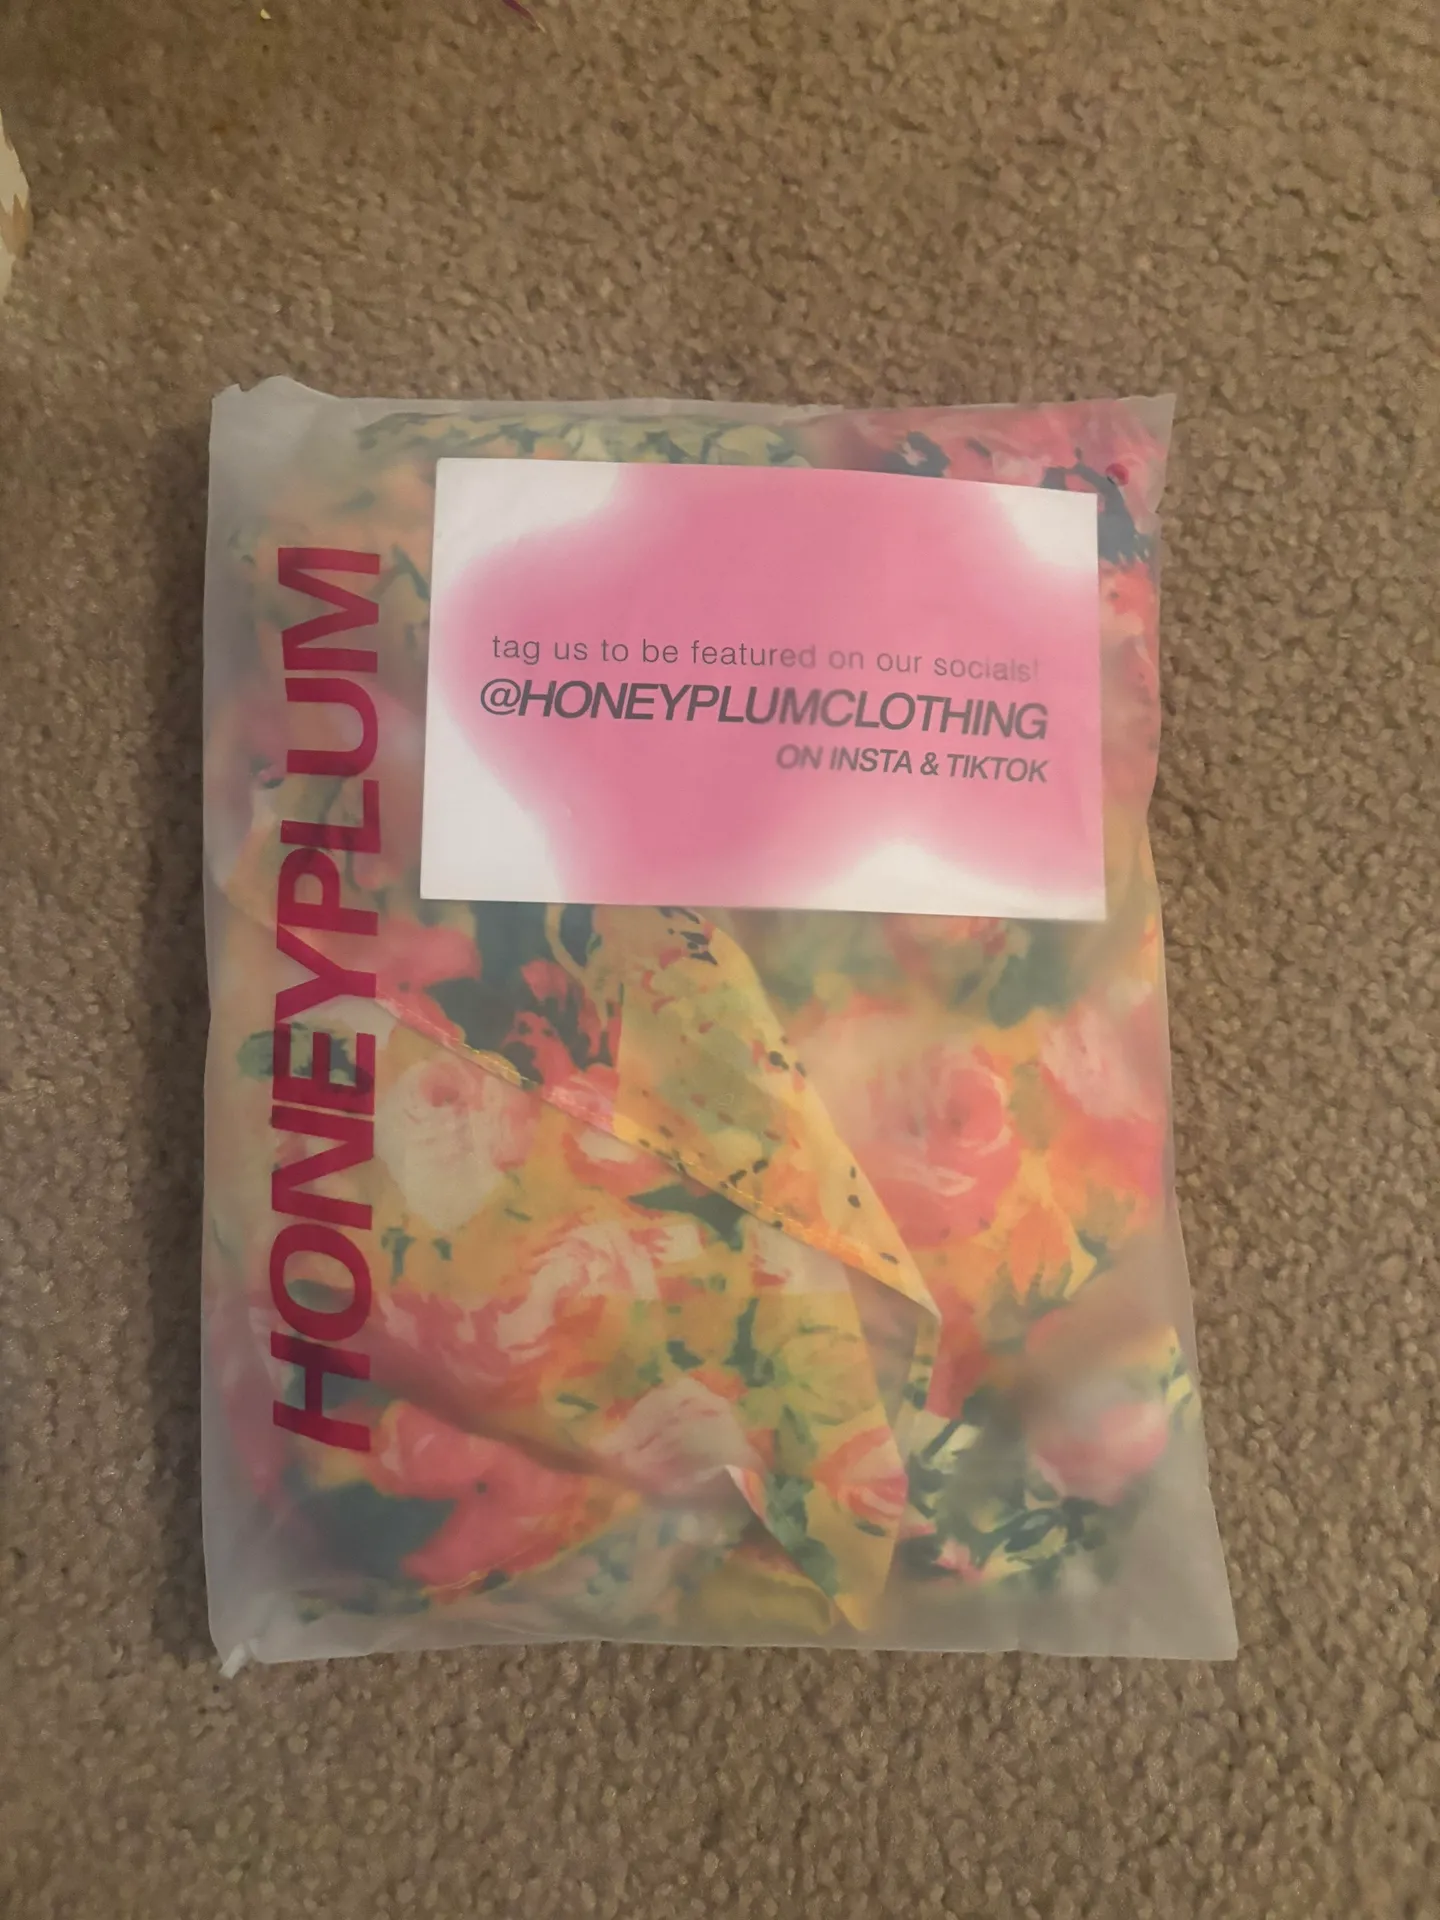 HONEYPLUM
tag us to be featured on our socials!
@HONEYPLUMCLOTHING
ON INSTA & TIKTOK